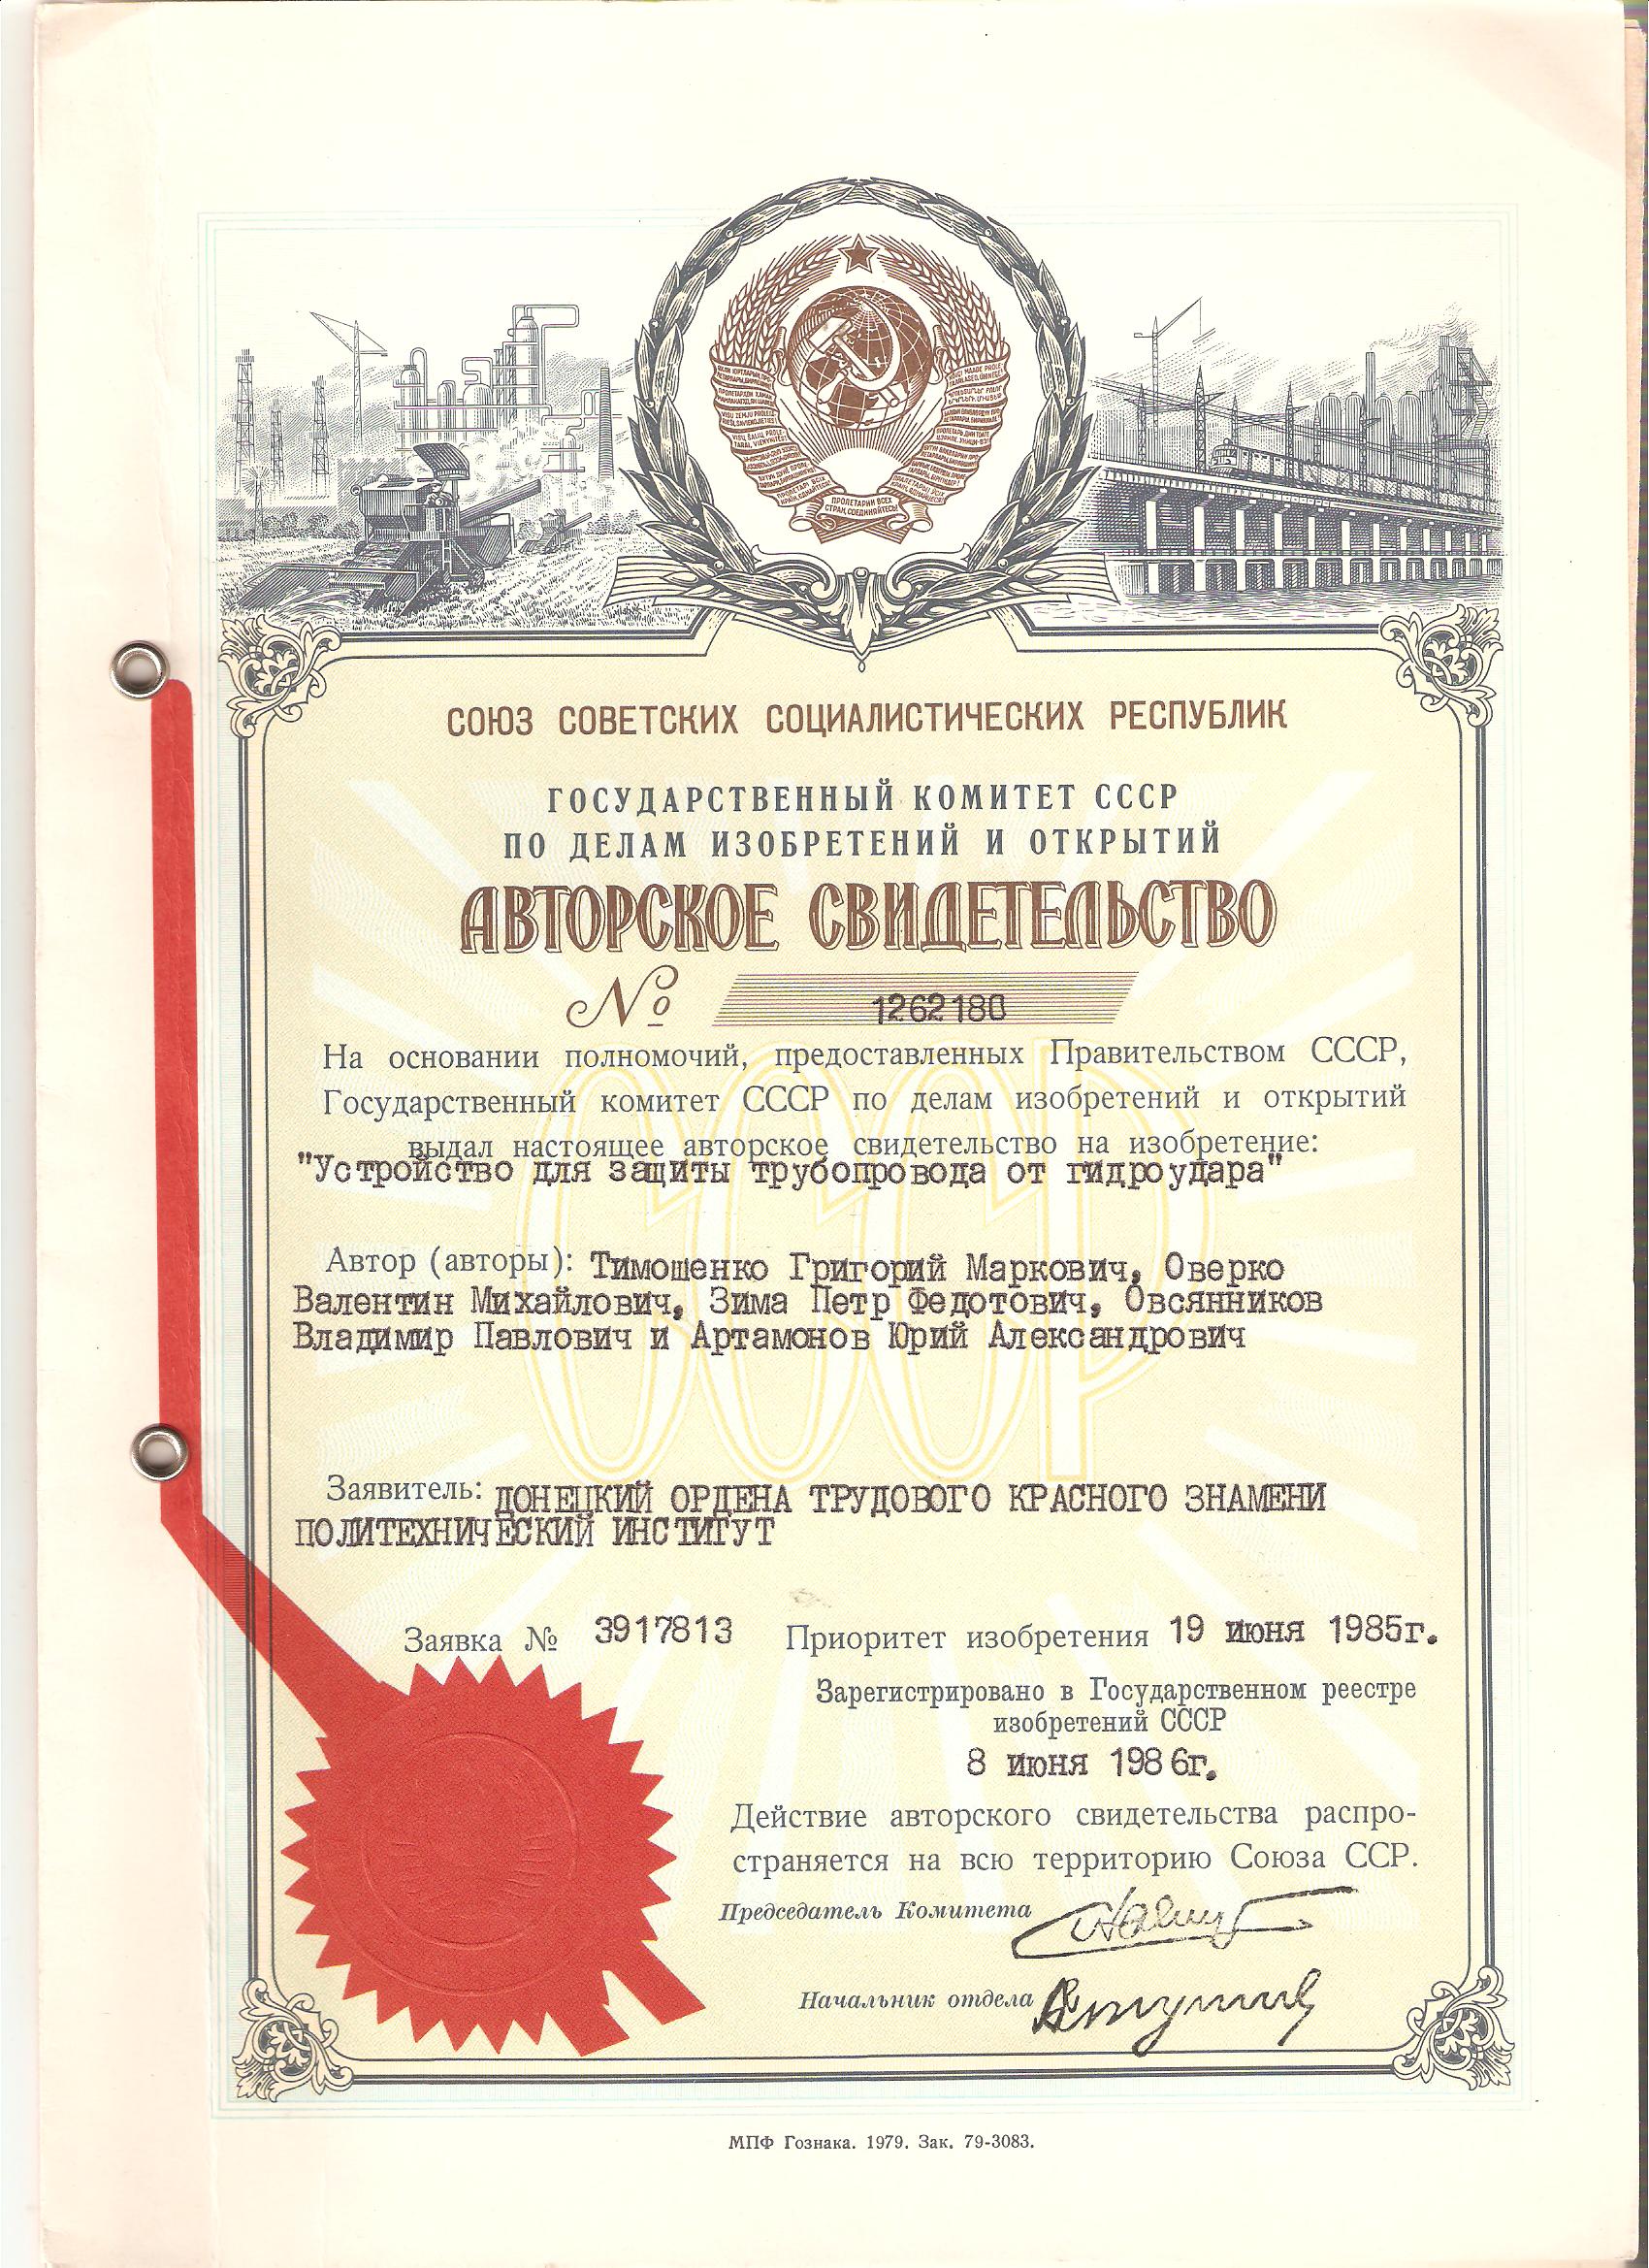 ПРОЛЕТАРИИ ВСЕХ
СТРАН, СОЕДИНЯЙТЕСЬ!
СОЮЗ СОВЕТСКИХ СОЦИАЛИСТИЧЕСКИХ РЕСПУБЛИК
ГОСУДАРСТВЕННЫЙ КОМИТЕТ СССР
ПО ДЕЛАМ ИЗОБРЕТЕНИЙ И ОТКРЫТИЙ
АВТОРСКОЕ СВИДЕТЕЛЬСТВО
№ 1262180
На основании полномочий, предоставленных Правительством СССР,
Государственный комитет СССР по делам изобретений и открытий
выдал настоящее авторское свидетельство на изобретение:
"Устройство для защиты трубопровода от гидроудара"
Автор (авторы): Тимошенко Григорий Маркович, Оверко
Валентин Михайлович, Зима Петр Федотович, Овсянников
Владимир Павлович и Артамонов Юрий Александрович
СССР
Заявитель: ДОНЕЦКИЙ ОРДЕНА ТРУДОВОГО КРАСНОГО ЗНАМЕНИ
ПОЛИТЕХНИЧЕСКИЙ ИНСТИТУТ
Заявка № 3917813 Приоритет изобретения 19 июня 1985г.
Зарегистрировано в Государственном реестре
изобретений СССР
8 июня 1986г.
Действие авторского свидетельства распро-
страняется на всю территорию Союза ССР.
Председатель Комитета
Начальник отдела
МПФ Гознака. 1979. Зак. 79-3083.